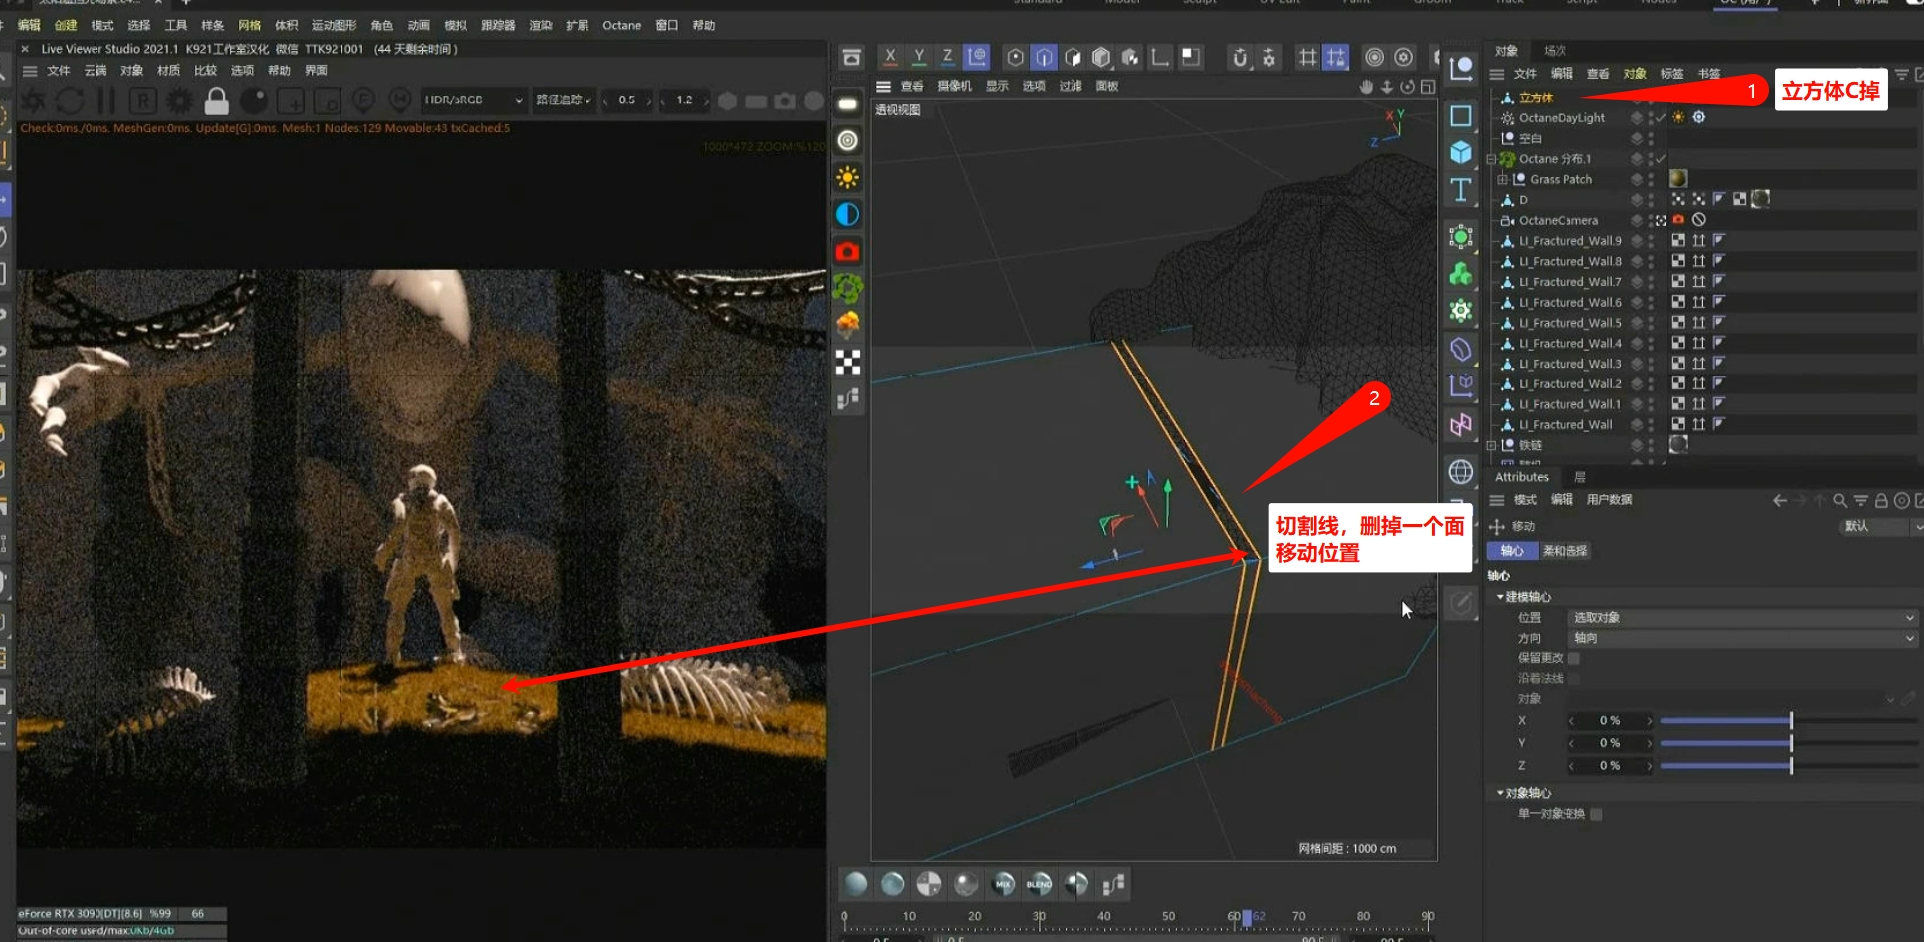 编辑 创建 模式 选择 工具 样条 网格 体积 运动图形 角色 动画 模拟 跟踪器 渲染 扩展 Octane 窗口 帮助
Live Viewer Studio 2021.1 K921工作室汉化 微信 TTK921001 (44 天剩余时间)
文件 云端 对象 材质 比较 选项 帮助 界面
HDR/sRGB 路径追踪 0.5 1.2
Check:0ms./0ms. MeshGen:0ms. Update[G]:0ms. Mesh:1 Nodes:129 Movable:43 txCached:5
1000*472 ZOOM:%120
eForce RTX 3090[DT][8.6] %99 66
Out-of-core used/max:0Kb/4Gb
X Y Z
查看 摄像机 显示 选项 过滤 面板
透视视图
X Y
Z
2
切割线，删掉一个面
移动位置
网格间距 : 1000 cm
MIX BLEND
0 10 20 30 40 50 60 62 70 80 90
对象 场次
文件 编辑 查看 对象 标签 书签
1
立方体C掉
立方体
OctaneDayLight
空白
Octane 分布.1
Grass Patch
D
OctaneCamera
LI_Fractured_Wall.9
LI_Fractured_Wall.8
LI_Fractured_Wall.7
LI_Fractured_Wall.6
LI_Fractured_Wall.5
LI_Fractured_Wall.4
LI_Fractured_Wall.3
LI_Fractured_Wall.2
LI_Fractured_Wall.1
LI_Fractured_Wall
铁链
Attributes 层
模式 编辑 用户数据
移动 默认
轴心 柔和选择
轴心
建模轴心
位置 选取对象
方向 轴向
保留更改
沿着法线
对象
X 0 %
Y 0 %
Z 0 %
对象轴心
单一对象变换